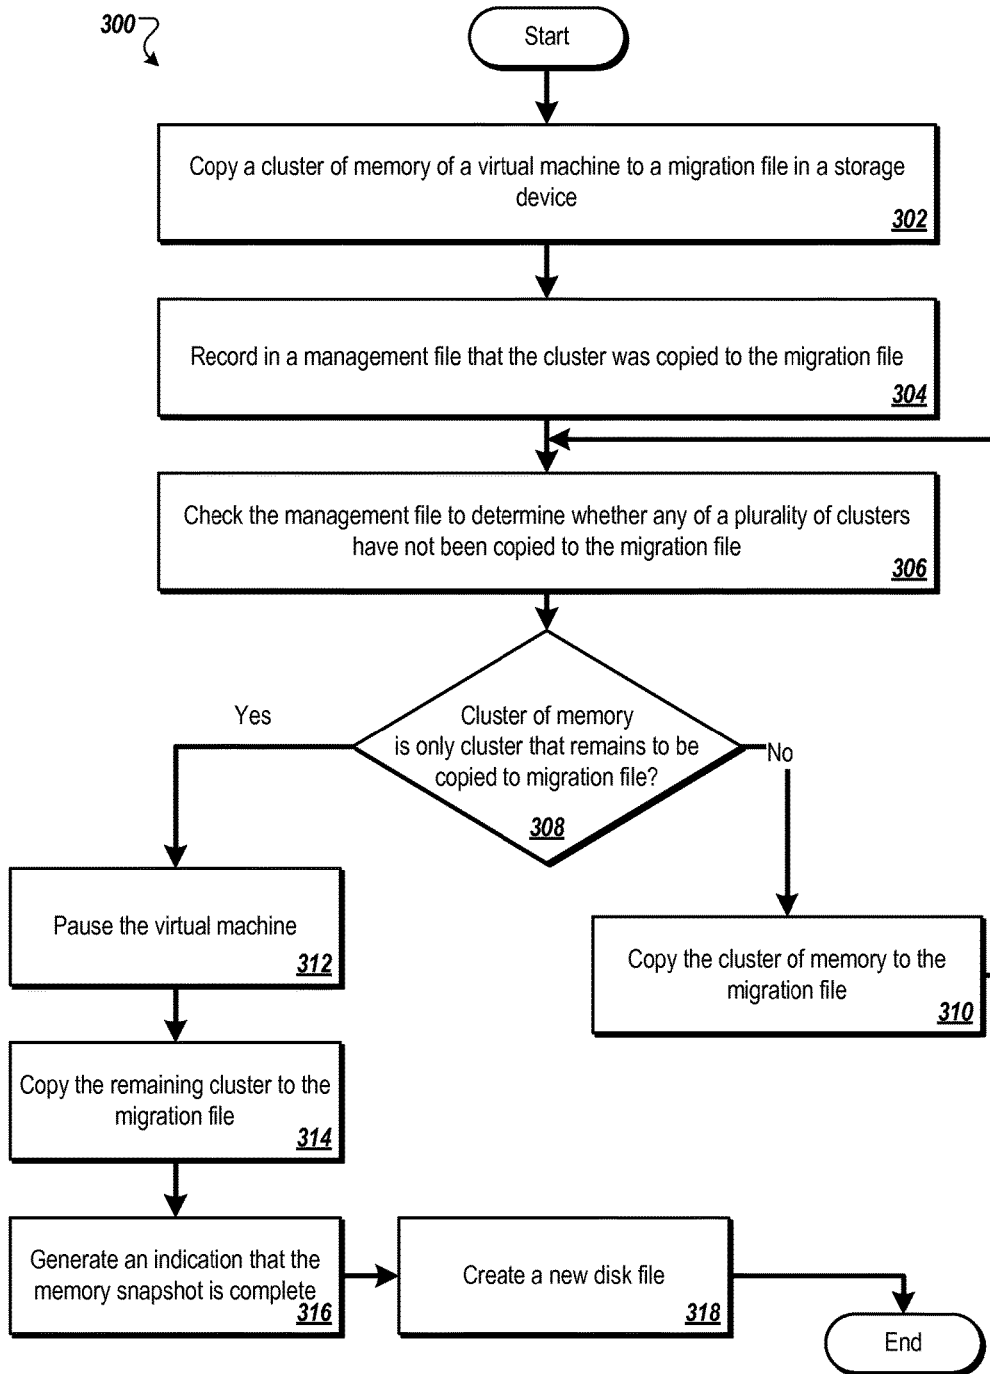 300
Start
Copy a cluster of memory of a virtual machine to a migration file in a storage
device
302
Record in a management file that the cluster was copied to the migration file
304
Check the management file to determine whether any of a plurality of clusters
have not been copied to the migration file
306
Yes
Cluster of memory
is only cluster that remains to be
copied to migration file?
No
308
Pause the virtual machine
312
Copy the cluster of memory to the
migration file
310
Copy the remaining cluster to the
migration file
314
Generate an indication that the
memory snapshot is complete
316
Create a new disk file
318
End